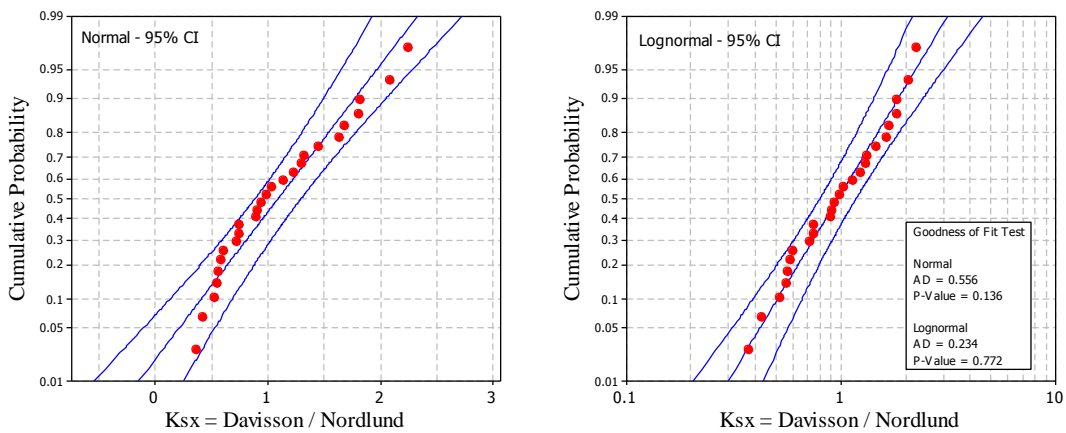 Normal - 95% CI
Cumulative Probability
0.99
0.95
0.9
0.8
0.7
0.6
0.5
0.4
0.3
0.2
0.1
0.05
0.01
0 1 2 3
Ksx = Davisson / Nordlund
Lognormal - 95% CI
Cumulative Probability
0.99
0.95
0.9
0.8
0.7
0.6
0.5
0.4
0.3
0.2
0.1
0.05
0.01
0.1 1 10
Ksx = Davisson / Nordlund
Goodness of Fit Test
Normal
AD = 0.556
P-Value = 0.136
Lognormal
AD = 0.234
P-Value = 0.772